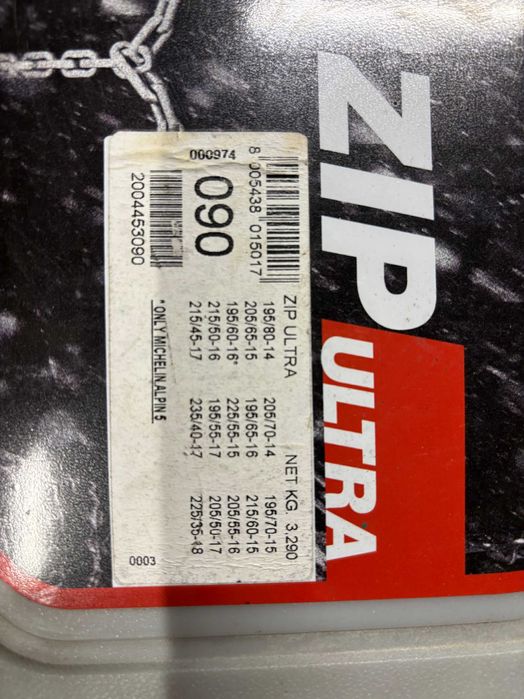 ZIP
ULTRA
8 005438 015017
000974
090
2004453090
ZIP ULTRA NET KG. 3.290
195/80-14 205/70-14 195/70-15
205/65-15 195/65-16 215/60-15
195/60-16* 225/55-15 205/55-16
215/50-16 195/55-17 205/50-17
215/45-17 235/40-17 225/35-18
*ONLY MICHELIN ALPIN 5
0003